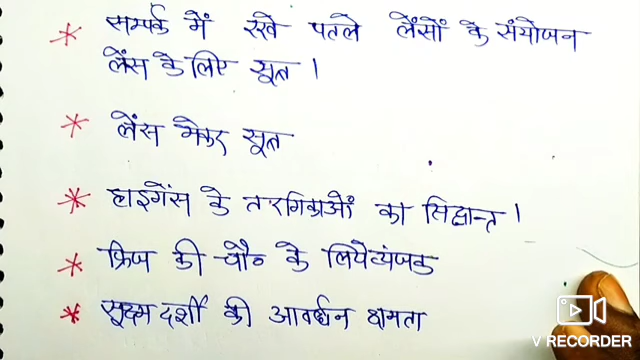 * सम्पर्क में रखे पतले लेंसों के संयोजन
लेंस के लिए सूत्र ।
* लेंस मेकर सूत्र
* हाइगेंस के तरंगिकाओं का सिद्वान्त ।
* फ्रिज की चौ० के लिये व्यंजक
* सूक्ष्मदर्शी की आवर्धन क्षमता
V RECORDER